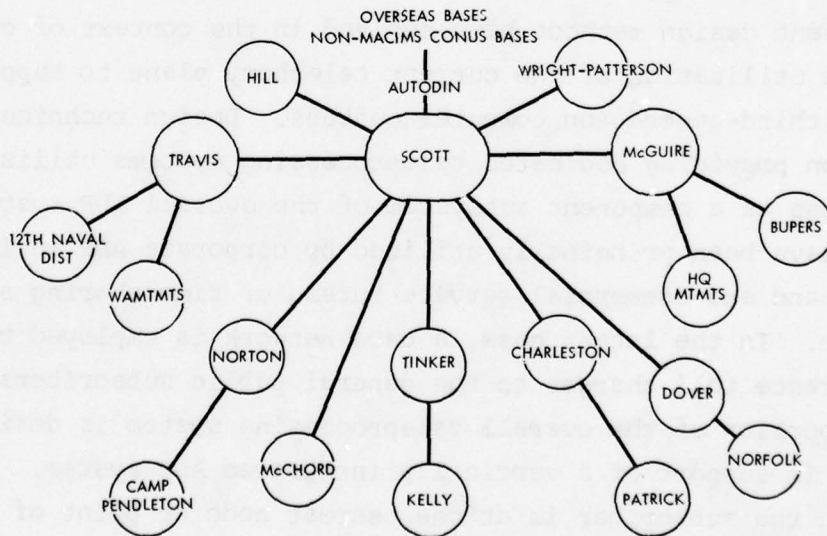 OVERSEAS BASES
NON-MACIMS CONUS BASES
AUTODIN
HILL
WRIGHT-PATTERSON
TRAVIS
SCOTT
McGUIRE
12TH NAVAL
DIST
WAMTMTS
BUPERS
HQ
MTMTS
NORTON
TINKER
CHARLESTON
DOVER
CAMP
PENDLETON
McCHORD
KELLY
PATRICK
NORFOLK